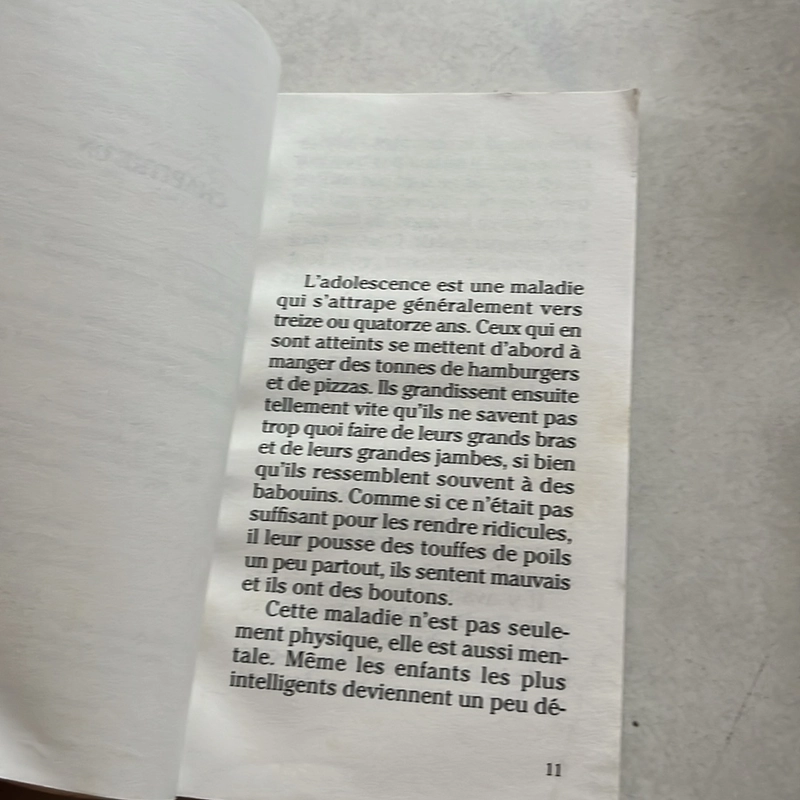 L'adolescence est une maladie
qui s'attrape généralement vers
treize ou quatorze ans. Ceux qui en
sont atteints se mettent d'abord à
manger des tonnes de hamburgers
et de pizzas. Ils grandissent ensuite
tellement vite qu'ils ne savent pas
trop quoi faire de leurs grands bras
et de leurs grandes jambes, si bien
qu'ils ressemblent souvent à des
babouins. Comme si ce n'était pas
suffisant pour les rendre ridicules,
il leur pousse des touffes de poils
un peu partout, ils sentent mauvais
et ils ont des boutons.
Cette maladie n'est pas seule-
ment physique, elle est aussi men-
tale. Même les enfants les plus
intelligents deviennent un peu dé-
11